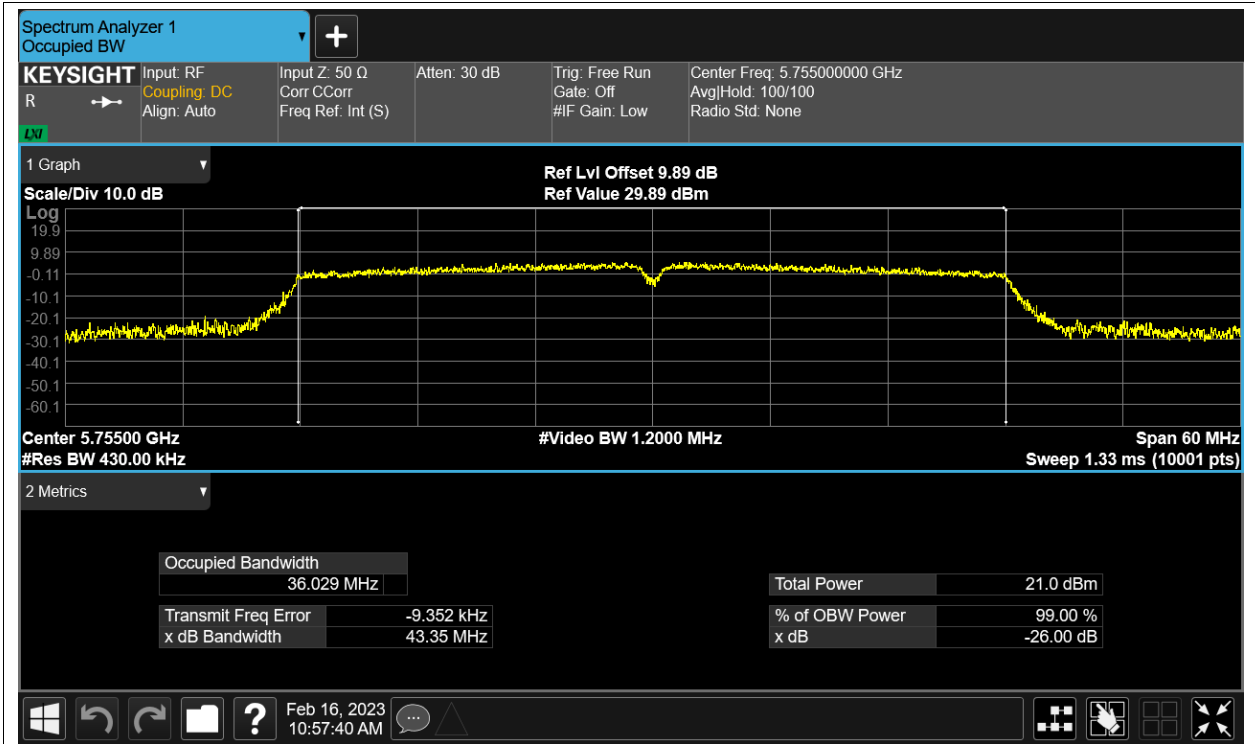 Spectrum Analyzer 1
Occupied BW
KEYSIGHT
R
LXI
Input: RF
Coupling: DC
Align: Auto
Input Z: 50 Ω
Corr CCorr
Freq Ref: Int (S)
Atten: 30 dB
Trig: Free Run
Gate: Off
#IF Gain: Low
Center Freq: 5.755000000 GHz
Avg|Hold: 100/100
Radio Std: None
1 Graph
Ref Lvl Offset 9.89 dB
Scale/Div 10.0 dB
Ref Value 29.89 dBm
Log
19.9
9.89
-0.11
-10.1
-20.1
-30.1
-40.1
-50.1
-60.1
Center 5.75500 GHz
#Video BW 1.2000 MHz
Span 60 MHz
#Res BW 430.00 kHz
Sweep 1.33 ms (10001 pts)
2 Metrics
Occupied Bandwidth
36.029 MHz
Total Power 21.0 dBm
Transmit Freq Error -9.352 kHz
% of OBW Power 99.00 %
x dB Bandwidth 43.35 MHz
x dB -26.00 dB
Feb 16, 2023
10:57:40 AM